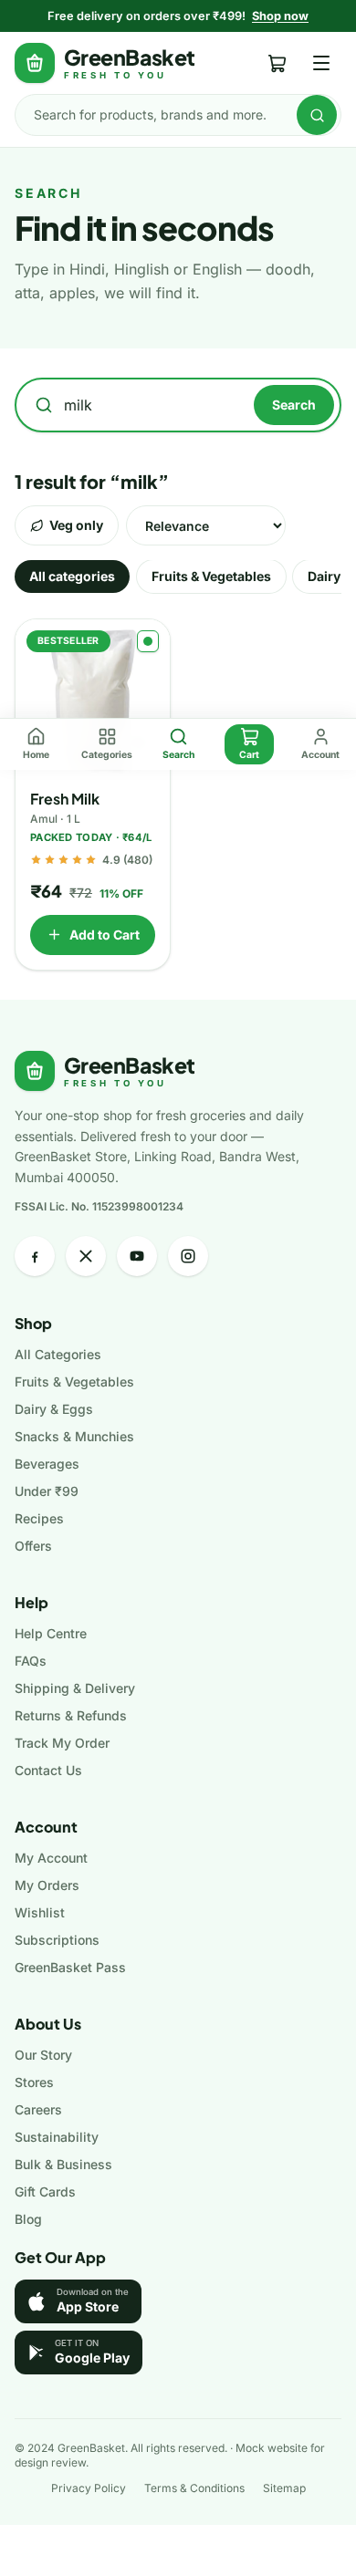 Free delivery on orders over ₹499! Shop now
GreenBasket
FRESH TO YOU
Search for products, brands and more.
SEARCH
Find it in seconds
Type in Hindi, Hinglish or English — doodh,
atta, apples, we will find it.
milk
Search
1 result for “milk”
Veg only
Relevance
All categories
Fruits & Vegetables
Dairy
BESTSELLER
Home
Categories
Search
Cart
Account
Fresh Milk
Amul · 1 L
PACKED TODAY · ₹64/L
4.9 (480)
₹64 ₹72 11% OFF
+ Add to Cart
GreenBasket
FRESH TO YOU
Your one-stop shop for fresh groceries and daily
essentials. Delivered fresh to your door —
GreenBasket Store, Linking Road, Bandra West,
Mumbai 400050.
FSSAI Lic. No. 11523998001234
Shop
All Categories
Fruits & Vegetables
Dairy & Eggs
Snacks & Munchies
Beverages
Under ₹99
Recipes
Offers
Help
Help Centre
FAQs
Shipping & Delivery
Returns & Refunds
Track My Order
Contact Us
Account
My Account
My Orders
Wishlist
Subscriptions
GreenBasket Pass
About Us
Our Story
Stores
Careers
Sustainability
Bulk & Business
Gift Cards
Blog
Get Our App
Download on the
App Store
GET IT ON
Google Play
© 2024 GreenBasket. All rights reserved. · Mock website for
design review.
Privacy Policy
Terms & Conditions
Sitemap